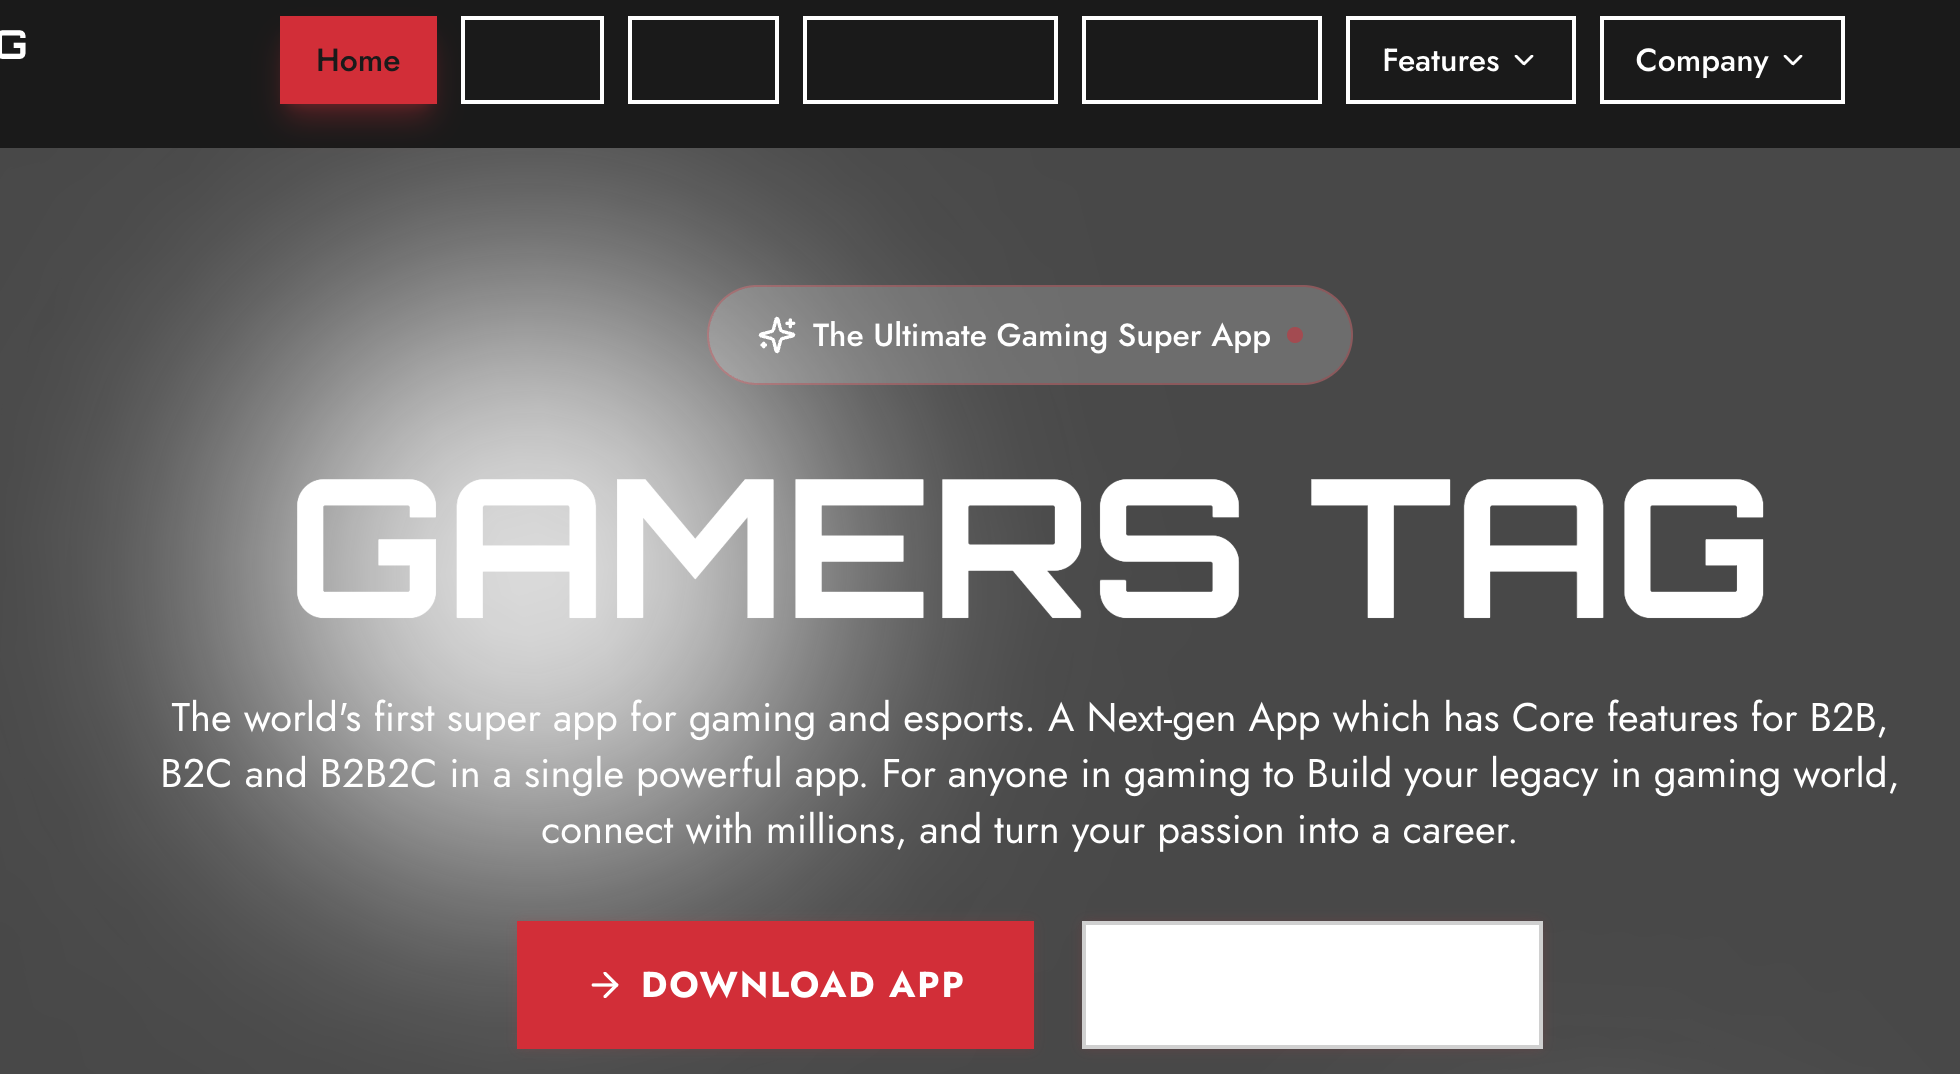 G
Home
Features
Company
The Ultimate Gaming Super App
GAMERS TAG
The world's first super app for gaming and esports. A Next-gen App which has Core features for B2B,
B2C and B2B2C in a single powerful app. For anyone in gaming to Build your legacy in gaming world,
connect with millions, and turn your passion into a career.
DOWNLOAD APP